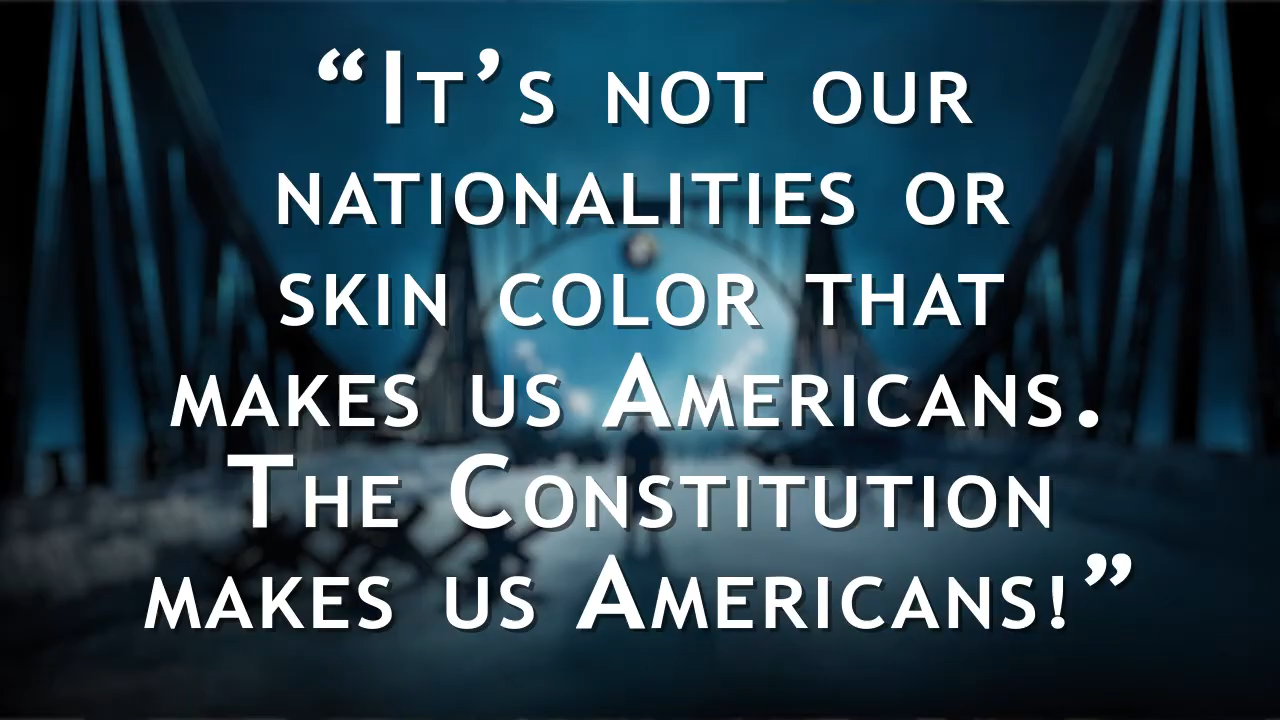 “It’s not our
nationalities or
skin color that
makes us Americans.
The Constitution
makes us Americans!”